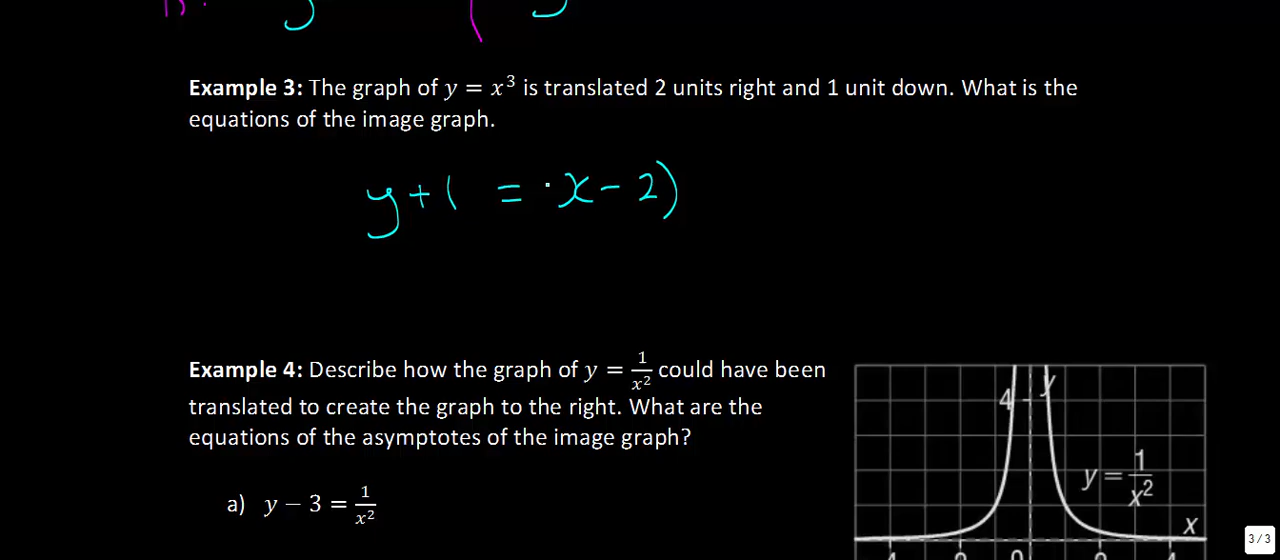 Example 3: The graph of y = x³ is translated 2 units right and 1 unit down. What is the
equations of the image graph.
y + 1 = x - 2)
Example 4: Describe how the graph of y = 1/x² could have been
translated to create the graph to the right. What are the
equations of the asymptotes of the image graph?
a) y − 3 = 1/x²
4
y
y = 1/x²
x
3 / 3